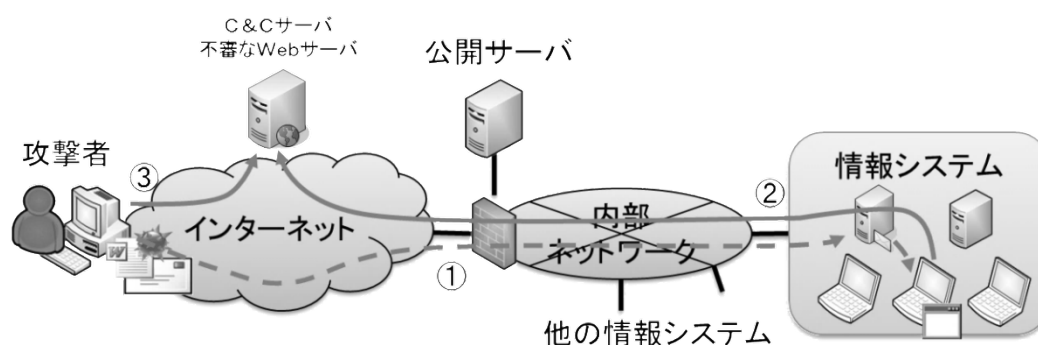 C&Cサーバ
不審なWebサーバ
公開サーバ
攻撃者
③
インターネット
①
内部
ネットワーク
②
情報システム
他の情報システム
W